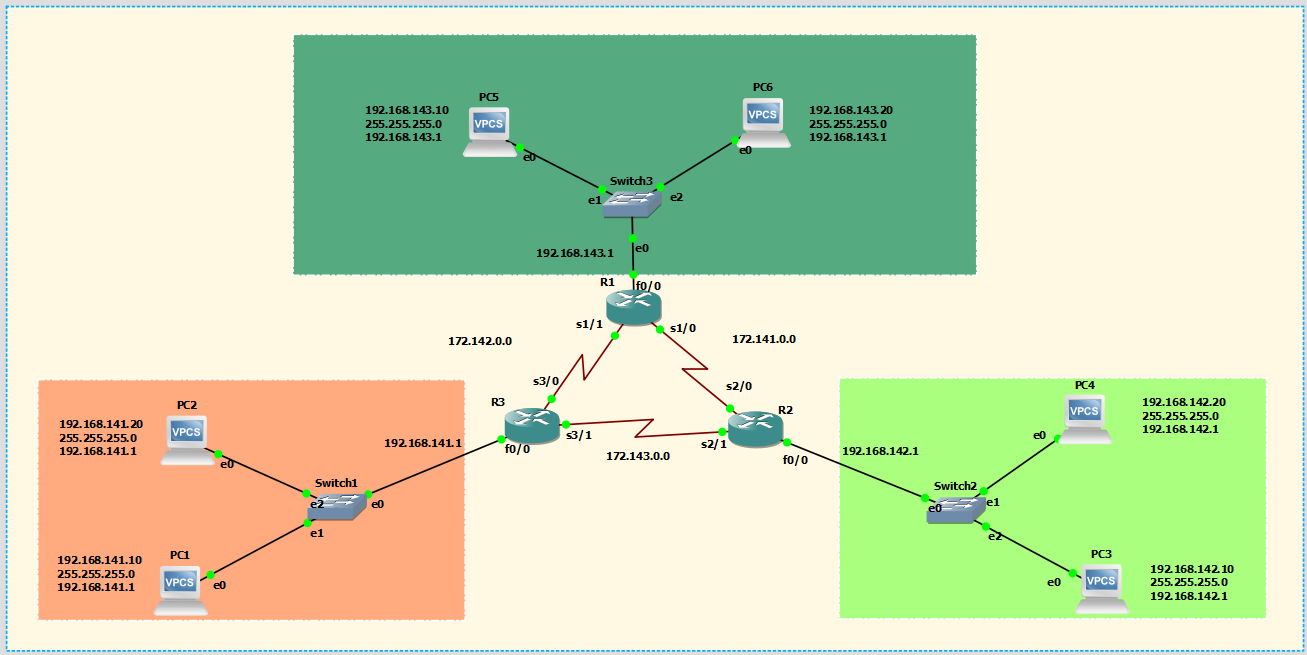 PC5
192.168.143.10
255.255.255.0
192.168.143.1
VPCS
e0
PC6
VPCS
e0
192.168.143.20
255.255.255.0
192.168.143.1
Switch3
e1
e2
e0
192.168.143.1
R1
f0/0
s1/1
s1/0
172.142.0.0
172.141.0.0
s3/0
s2/0
R3
R2
s3/1
s2/1
f0/0
f0/0
172.143.0.0
192.168.141.1
192.168.142.1
PC2
192.168.141.20
255.255.255.0
192.168.141.1
VPCS
e0
Switch1
e2
e0
e1
PC1
192.168.141.10
255.255.255.0
192.168.141.1
VPCS
e0
PC4
VPCS
e0
192.168.142.20
255.255.255.0
192.168.142.1
Switch2
e0
e1
e2
PC3
VPCS
e0
192.168.142.10
255.255.255.0
192.168.142.1